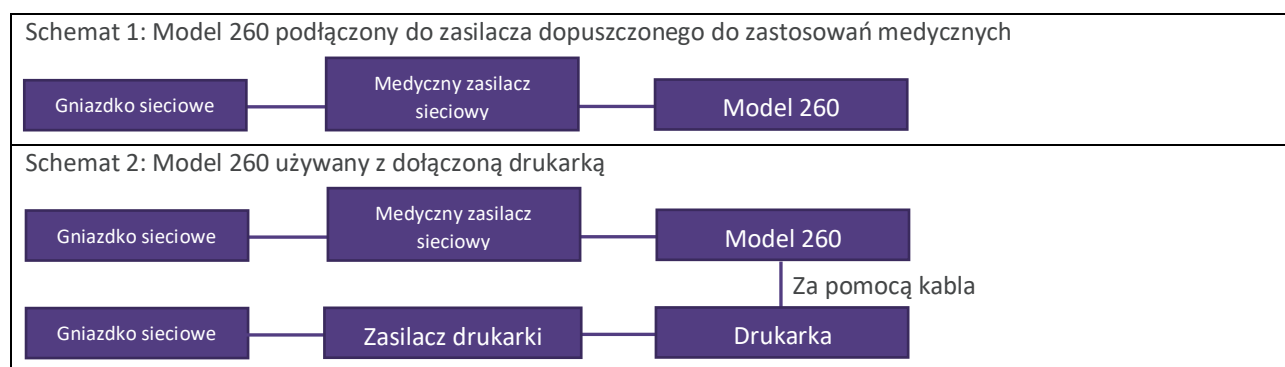 Schemat 1: Model 260 podłączony do zasilacza dopuszczonego do zastosowań medycznych
Gniazdko sieciowe
Medyczny zasilacz
sieciowy
Model 260
Schemat 2: Model 260 używany z dołączoną drukarką
Gniazdko sieciowe
Medyczny zasilacz
sieciowy
Model 260
Za pomocą kabla
Gniazdko sieciowe
Zasilacz drukarki
Drukarka